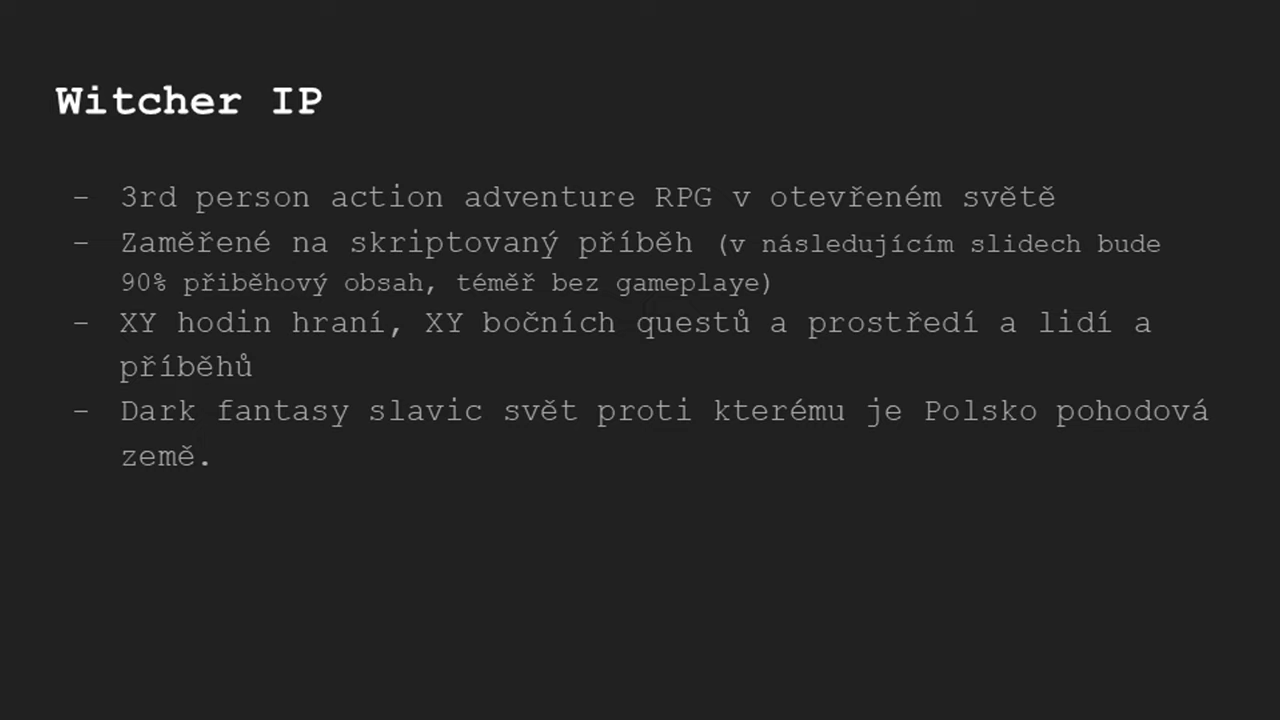 Witcher IP
- 3rd person action adventure RPG v otevřeném světě
- Zaměřené na skriptovaný příběh (v následujícím slidech bude
90% přiběhový obsah, téměř bez gameplaye)
- XY hodin hraní, XY bočních questů a prostředí a lidí a
příběhů
- Dark fantasy slavic svět proti kterému je Polsko pohodová
země.